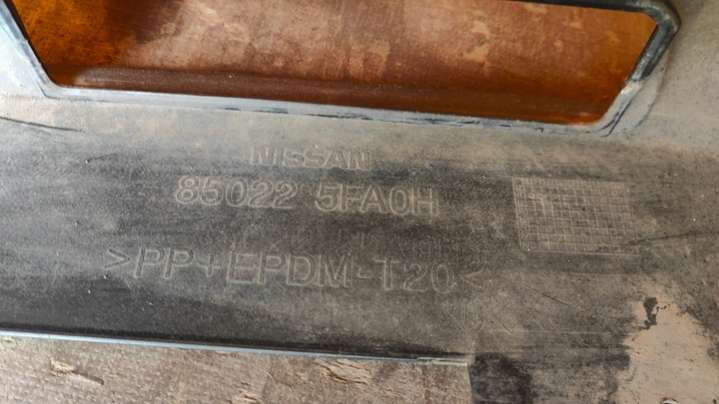 NISSAN
85022 5FA0H
>PP+EPDM-T20<